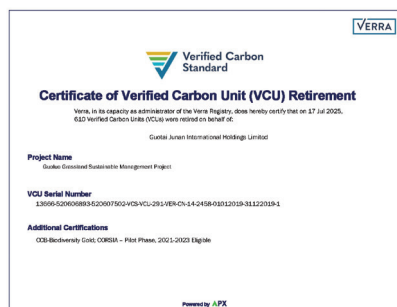 VERRA
Verified Carbon
Standard
Certificate of Verified Carbon Unit (VCU) Retirement
Verra, in its capacity as administrator of the Verra Registry, does hereby certify that on 17 Jul 2025,
610 Verified Carbon Units (VCUs) were retired on behalf of:
Guotai Junan International Holdings Limited
Project Name
Guoluo Grassland Sustainable Management Project
VCU Serial Number
13666-520606893-520607502-VCS-VCU-291-VER-CN-14-2458-01012019-31122019-1
Additional Certifications
CCB-Biodiversity Gold; CORSIA – Pilot Phase, 2021-2023 Eligible
Powered by APX